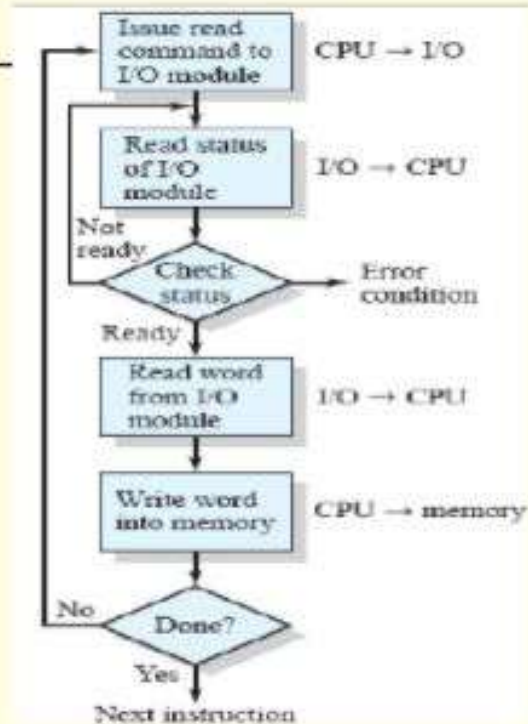 Issue read
command to
I/O module
CPU → I/O
Read status
of I/O
module
I/O → CPU
Not
ready
Check
status
Error
condition
Ready
Read word
from I/O
module
I/O → CPU
Write word
into memory
CPU → memory
No
Done?
Yes
Next instruction